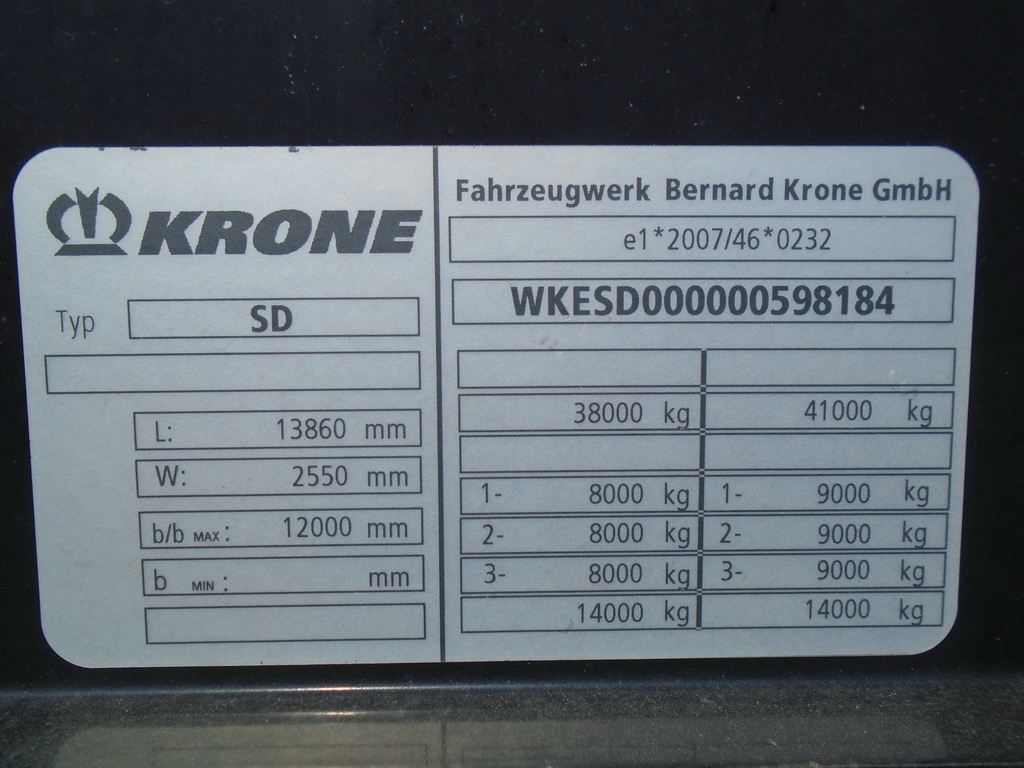 KRONE
Typ SD
L: 13860 mm
W: 2550 mm
b/b MAX: 12000 mm
b MIN: mm
Fahrzeugwerk Bernard Krone GmbH
e1*2007/46*0232
WKESD000000598184
38000 kg 41000 kg
1- 8000 kg 1- 9000 kg
2- 8000 kg 2- 9000 kg
3- 8000 kg 3- 9000 kg
14000 kg 14000 kg